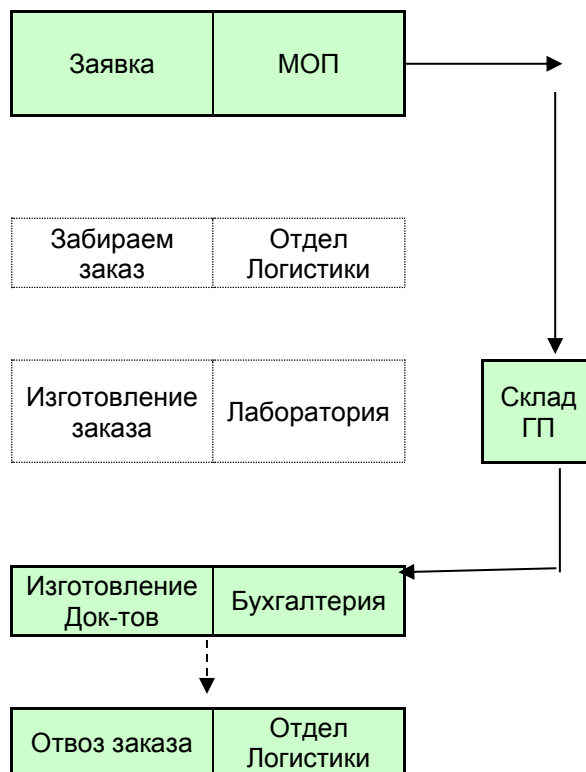 Заявка МОП
Забираем Отдел
заказ Логистики
Изготовление
заказа
Лаборатория
Склад
ГП
Изготовление
Док-тов
Бухгалтерия
Отвоз заказа
Отдел
Логистики